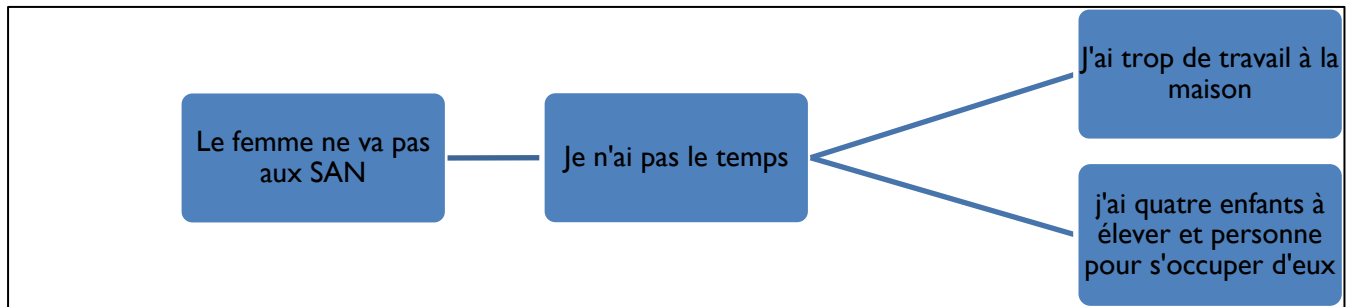 Le femme ne va pas
aux SAN
Je n'ai pas le temps
J'ai trop de travail à la
maison
j'ai quatre enfants à
élever et personne
pour s'occuper d'eux